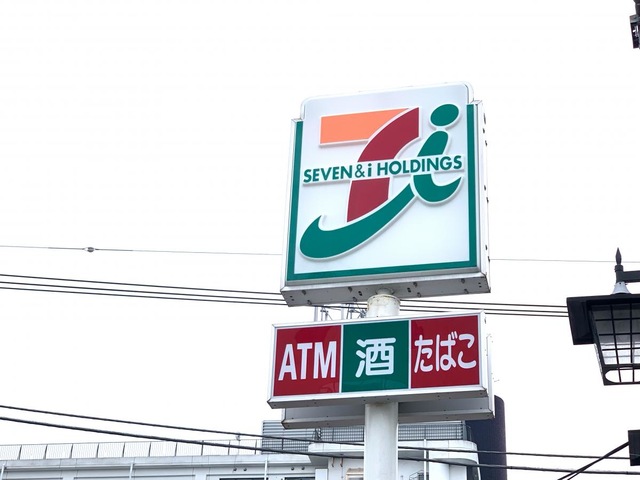 SEVEN & i HOLDINGS
ATM 酒 たばこ